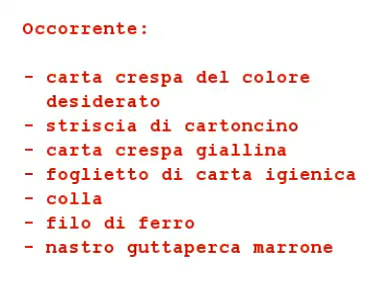 Occorrente:
- carta crespa del colore
desiderato
- striscia di cartoncino
- carta crespa giallina
- foglietto di carta igienica
- colla
- filo di ferro
- nastro guttaperca marrone